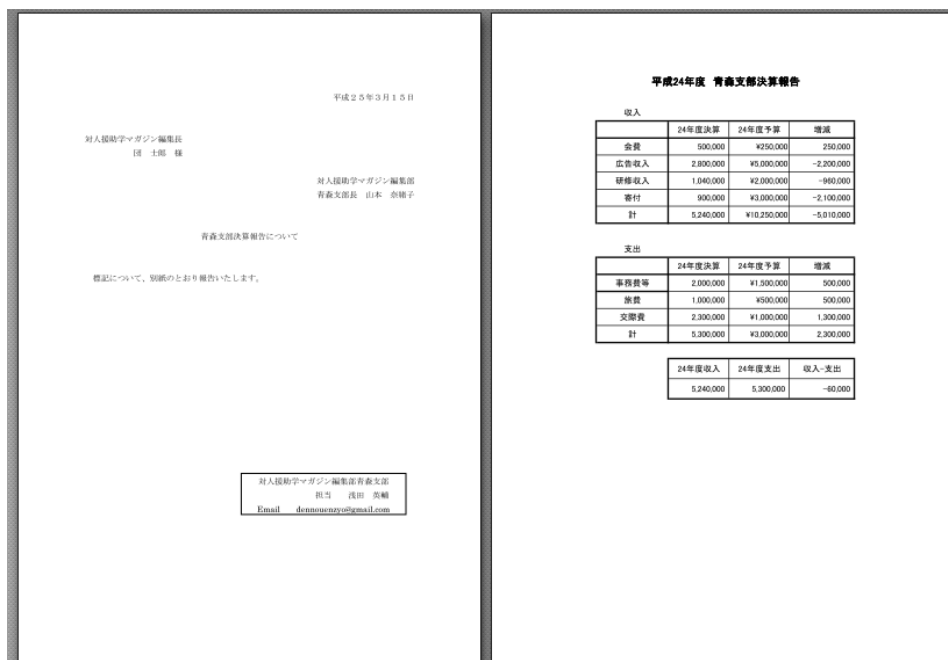 平成２５年３月１５日
対人援助学マガジン編集長
団　士郎　様
対人援助学マガジン編集部
青森支部長　山本　奈緒子
青森支部決算報告について
標記について、別紙のとおり報告いたします。
対人援助学マガジン編集部青森支部
担当　浅田　英輔
Email　dennouenzyo@gmail.com
平成24年度　青森支部決算報告
収入
24年度決算　24年度予算　増減
会費　500,000　¥250,000　250,000
広告収入　2,800,000　¥5,000,000　-2,200,000
研修収入　1,040,000　¥2,000,000　-960,000
寄付　900,000　¥3,000,000　-2,100,000
計　5,240,000　¥10,250,000　-5,010,000
支出
24年度決算　24年度予算　増減
事務費等　2,000,000　¥1,500,000　500,000
旅費　1,000,000　¥500,000　500,000
交際費　2,300,000　¥1,000,000　1,300,000
計　5,300,000　¥3,000,000　2,300,000
24年度収入　24年度支出　収入-支出
5,240,000　5,300,000　-60,000